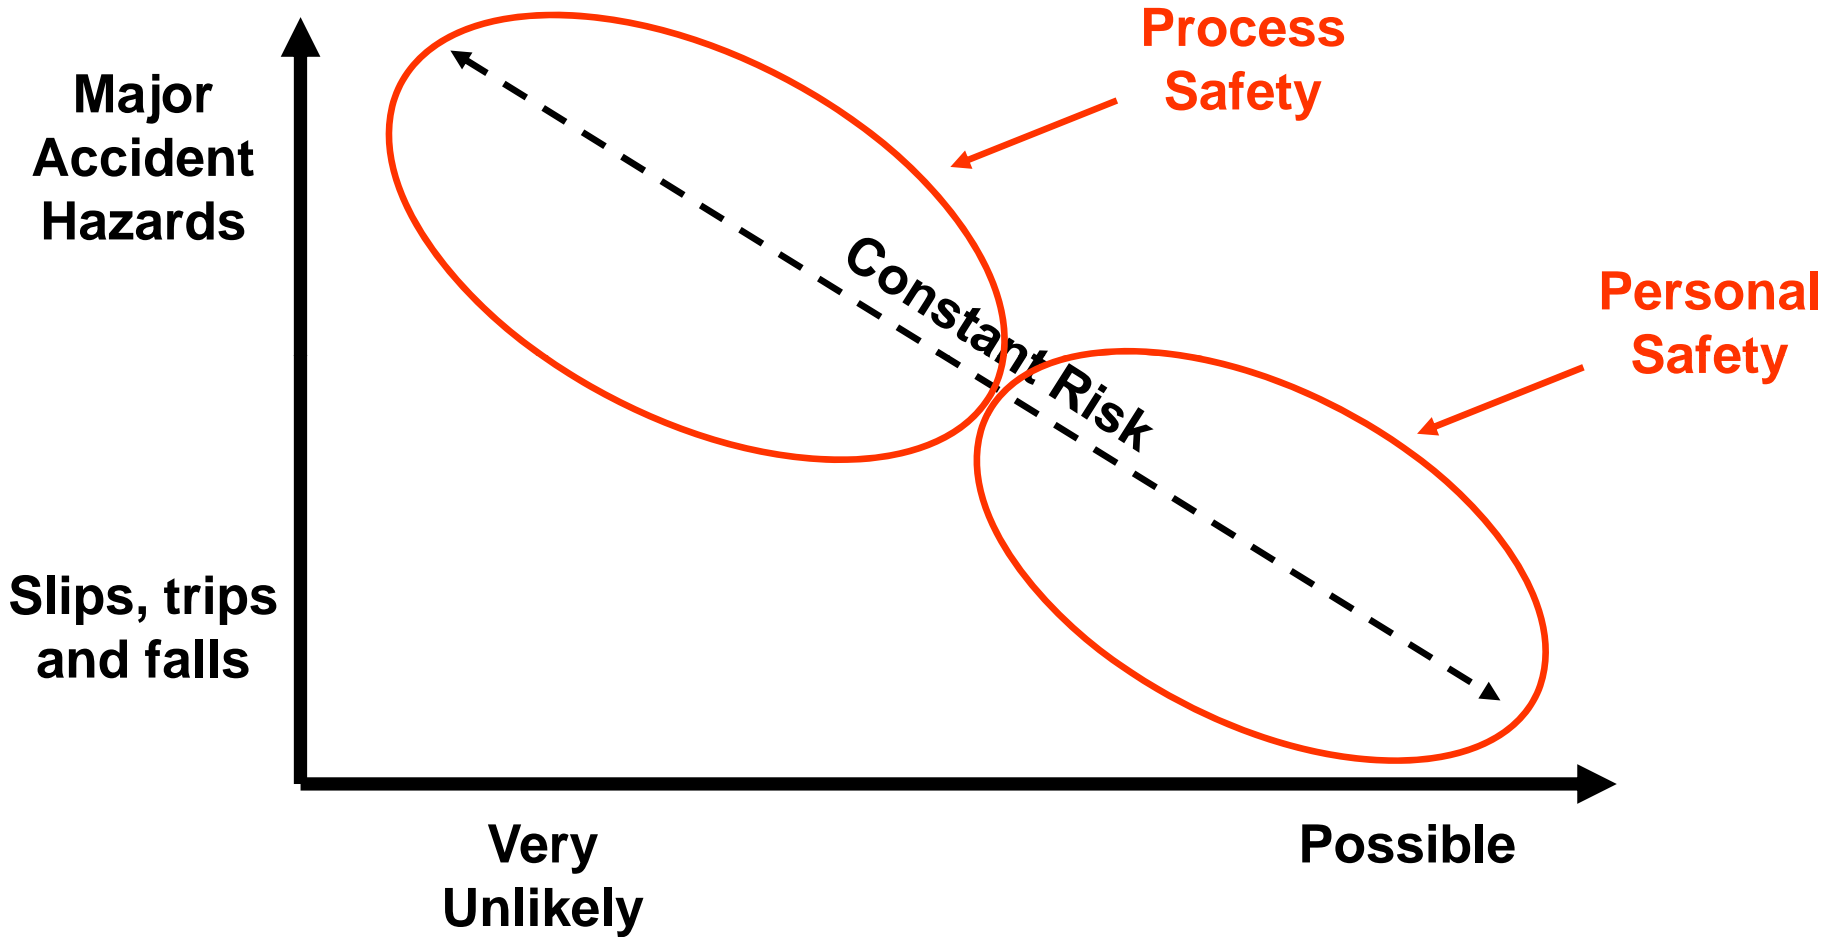 Process
Safety
Major
Accident
Hazards
Constant Risk
Personal
Safety
Slips, trips
and falls
Very
Unlikely
Possible